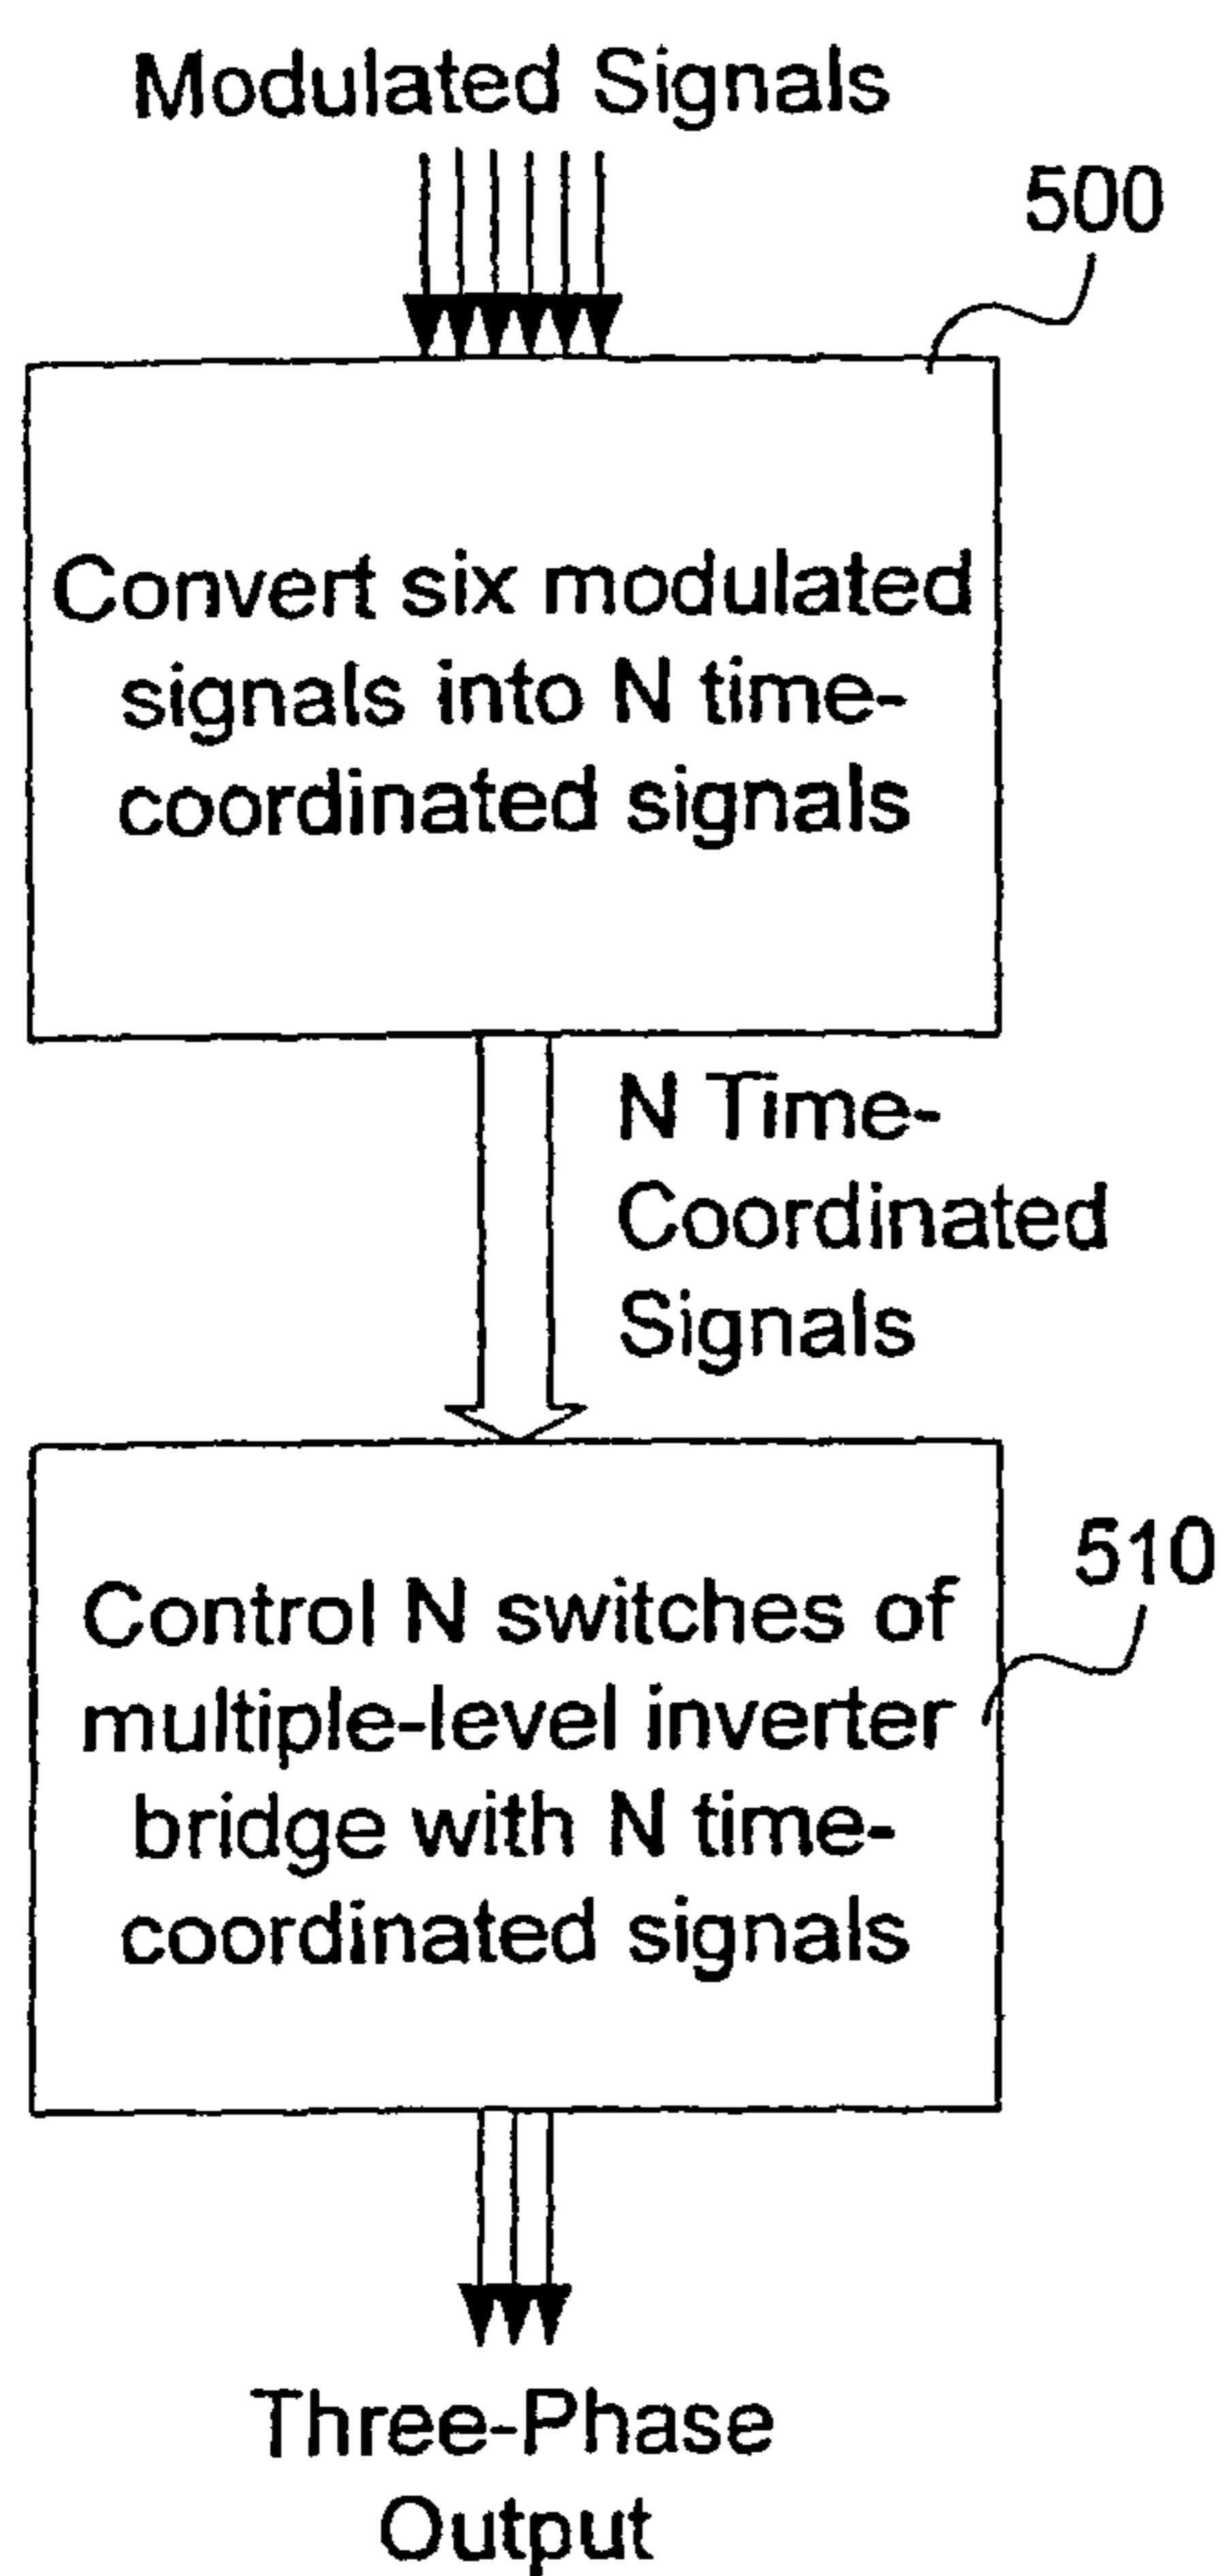 Modulated Signals
500
Convert six modulated
signals into N time-
coordinated signals
N Time-
Coordinated
Signals
510
Control N switches of
multiple-level inverter
bridge with N time-
coordinated signals
Three-Phase
Output